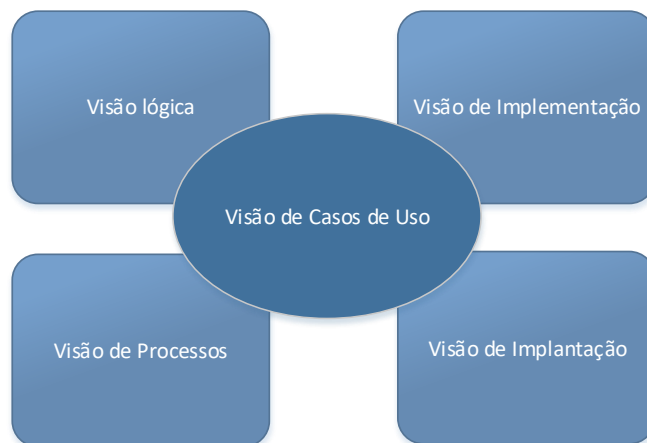 Visão lógica
Visão de Implementação
Visão de Casos de Uso
Visão de Processos
Visão de Implantação